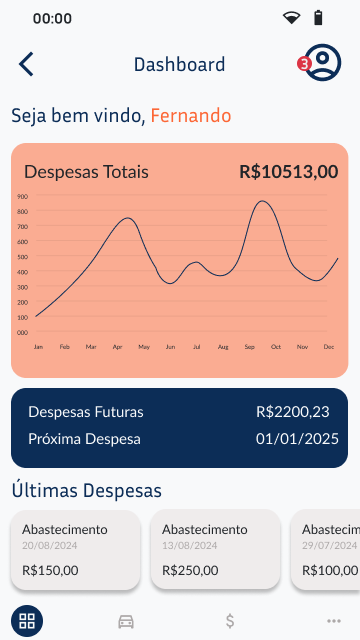 00:00
Dashboard
3
Seja bem vindo, Fernando
Despesas Totais R$10513,00
900
800
700
600
500
400
300
200
100
000
Jan Feb Mar Apr May Jun Jul Aug Sep Oct Nov Dec
Despesas Futuras R$2200,23
Próxima Despesa 01/01/2025
Últimas Despesas
Abastecimento
20/08/2024
R$150,00
Abastecimento
13/08/2024
R$250,00
Abastecim
29/07/2024
R$100,00
$